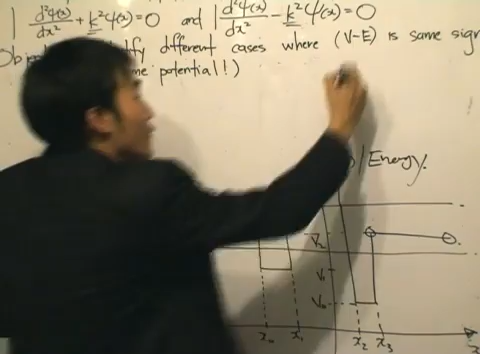 d²Ψ(x)/dx² + k²Ψ(x)=0 and d²Ψ(x)/dx² - k²Ψ(x)=0
different cases where (V-E) is same
potential!)
/Energy.
V₂
V₁
V₀
x₀ x₁ x₂ x₃ x